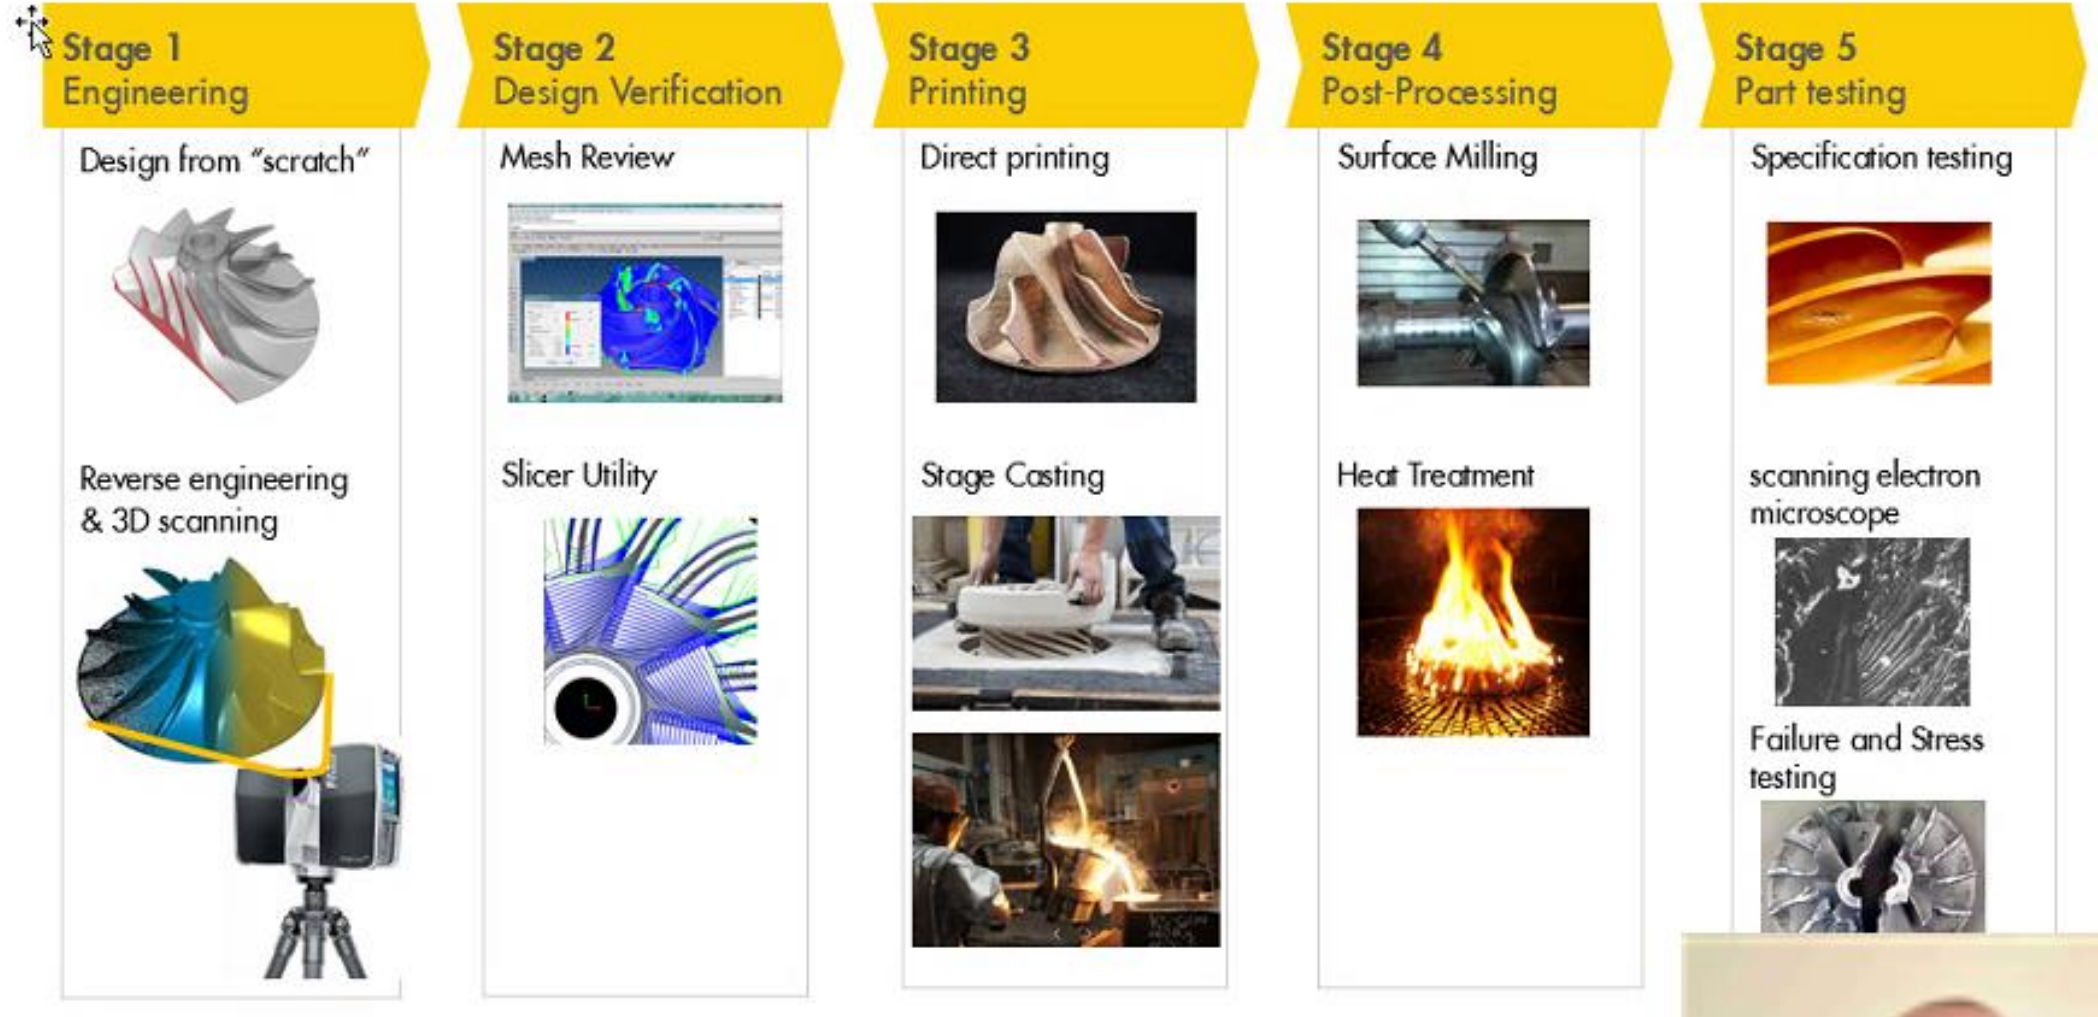 Stage 1
Engineering
Design from "scratch"
Reverse engineering
& 3D scanning
Stage 2
Design Verification
Mesh Review
Slicer Utility
Stage 3
Printing
Direct printing
Stage Casting
Stage 4
Post-Processing
Surface Milling
Heat Treatment
Stage 5
Part testing
Specification testing
scanning electron
microscope
Failure and Stress
testing